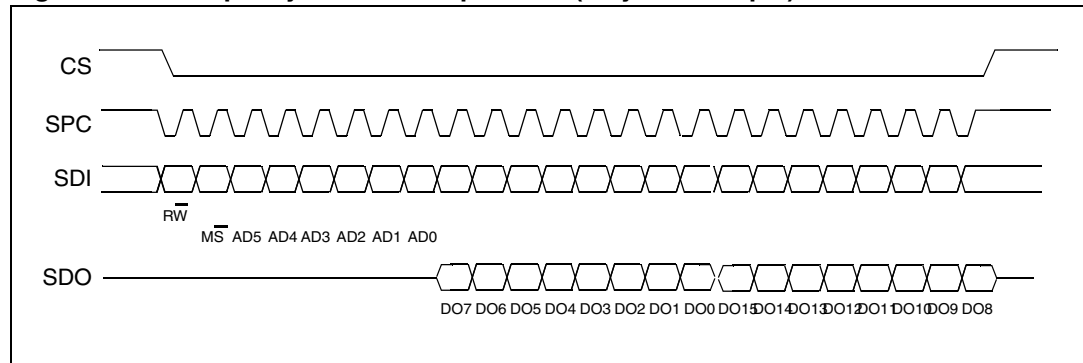 CS
SPC
SDI
RW
MS AD5 AD4 AD3 AD2 AD1 AD0
SDO
DO7 DO6 DO5 DO4 DO3 DO2 DO1 DO0 DO15 DO14 DO13 DO12 DO11 DO10 DO9 DO8